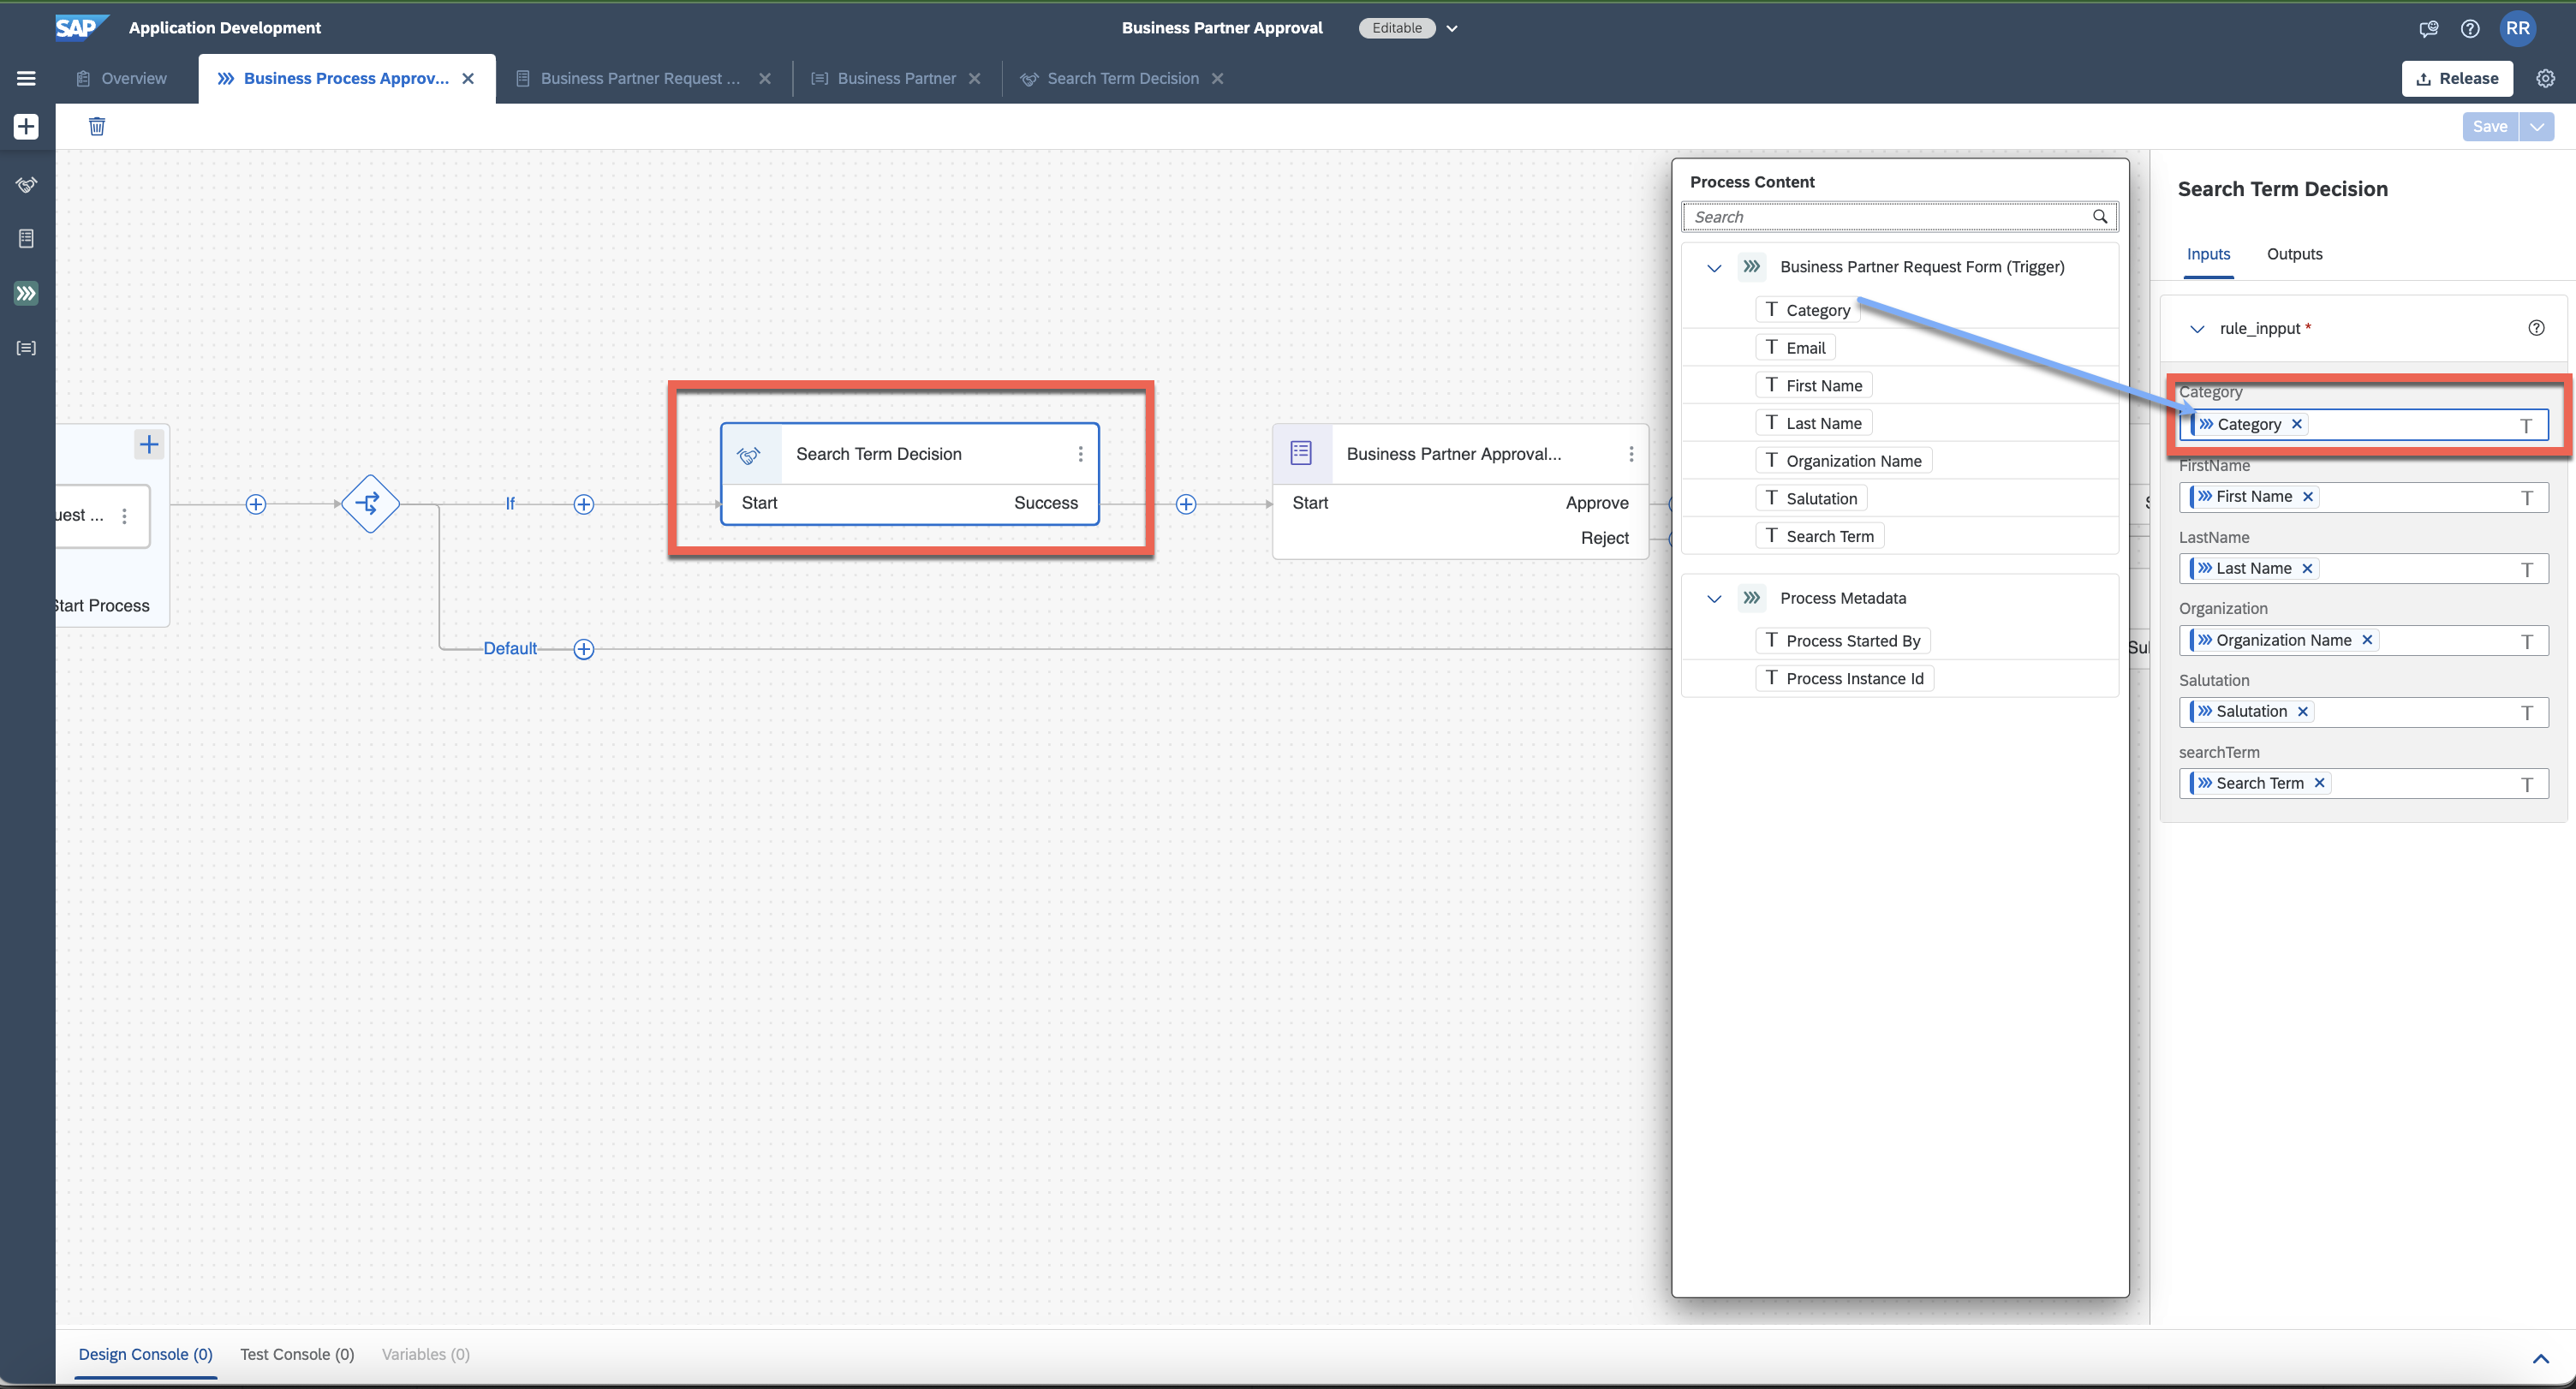 SAP Application Development
Business Partner Approval Editable
RR
Overview
Business Process Approv...
Business Partner Request ...
Business Partner
Search Term Decision
Release
Save
uest ...
Start Process
If
Default
Search Term Decision
Start Success
Business Partner Approval...
Start Approve
Reject
Process Content
Search
Business Partner Request Form (Trigger)
T Category
T Email
T First Name
T Last Name
T Organization Name
T Salutation
T Search Term
Process Metadata
T Process Started By
T Process Instance Id
Search Term Decision
Inputs Outputs
rule_inpput *
Category
Category T
FirstName
First Name T
LastName
Last Name T
Organization
Organization Name T
Salutation
Salutation T
searchTerm
Search Term T
Design Console (0) Test Console (0) Variables (0)